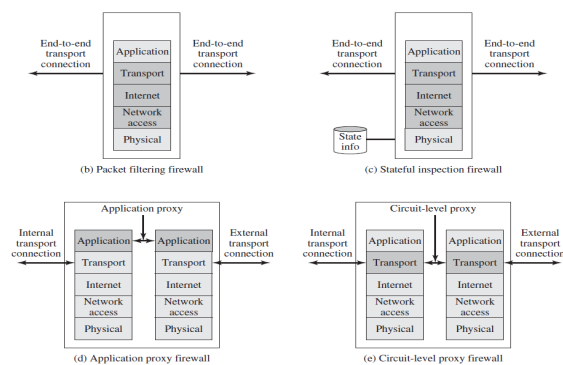 End-to-end
transport
connection
Application
Transport
Internet
Network
access
Physical
End-to-end
transport
connection
(b) Packet filtering firewall
End-to-end
transport
connection
Application
Transport
Internet
Network
access
Physical
End-to-end
transport
connection
State
info
(c) Stateful inspection firewall
Application proxy
Internal
transport
connection
Application
Transport
Internet
Network
access
Physical
Application
Transport
Internet
Network
access
Physical
External
transport
connection
(d) Application proxy firewall
Circuit-level proxy
Internal
transport
connection
Application
Transport
Internet
Network
access
Physical
Application
Transport
Internet
Network
access
Physical
External
transport
connection
(e) Circuit-level proxy firewall